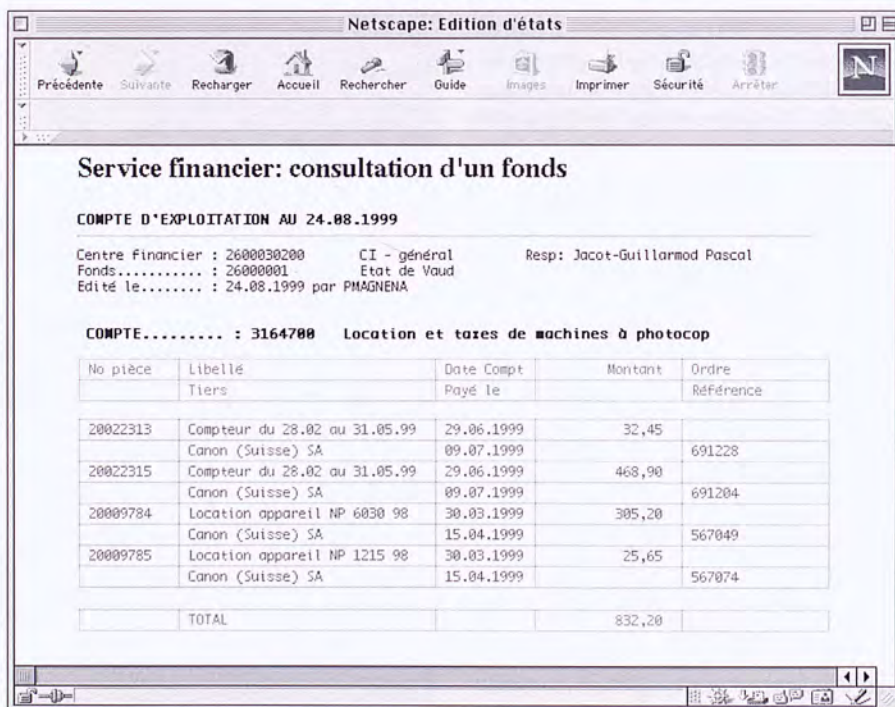 Netscape: Edition d'états
Précédente Suivante Recharger Accueil Rechercher Guide Images Imprimer Sécurité Arrêter N
Service financier: consultation d'un fonds
COMPTE D'EXPLOITATION AU 24.08.1999
Centre financier : 2600030200 CI - général Resp: Jacot-Guillarmod Pascal
Fonds........... : 26000001 Etat de Vaud
Edité le........ : 24.08.1999 par PMAGNENA
COMPTE......... : 3164700 Location et taxes de machines à photocop
No pièce Libellé Date Compt Montant Ordre
Tiers Payé le Référence
20022313 Compteur du 28.02 au 31.05.99 29.06.1999 32,45
Canon (Suisse) SA 09.07.1999 691228
20022315 Compteur du 28.02 au 31.05.99 29.06.1999 468,90
Canon (Suisse) SA 09.07.1999 691204
20009784 Location appareil NP 6030 98 30.03.1999 305,20
Canon (Suisse) SA 15.04.1999 567049
20009785 Location appareil NP 1215 98 30.03.1999 25,65
Canon (Suisse) SA 15.04.1999 567074
TOTAL 832,20